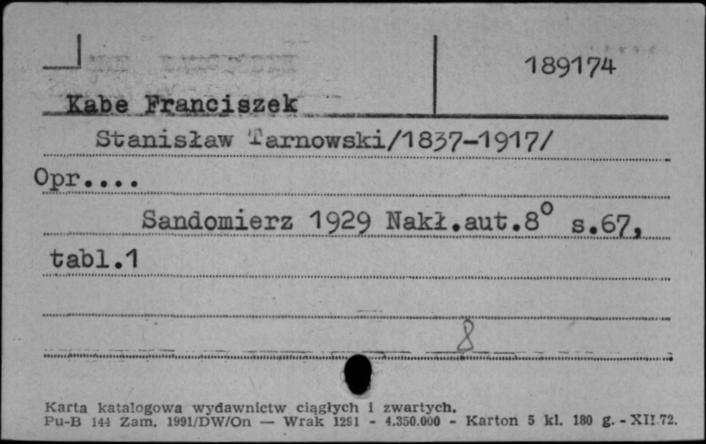 189174
Kabe Franciszek
Stanisław Tarnowski/1837-1917/
Opr....
Sandomierz 1929 Nakł.aut.8° s.67,
tabl.1
8
Karta katalogowa wydawnictw ciągłych i zwartych.
Pu-B 144 Zam. 1991/DW/On — Wrak 1291 - 4.350.000 - Karton 5 kl. 180 g. - XII.72.